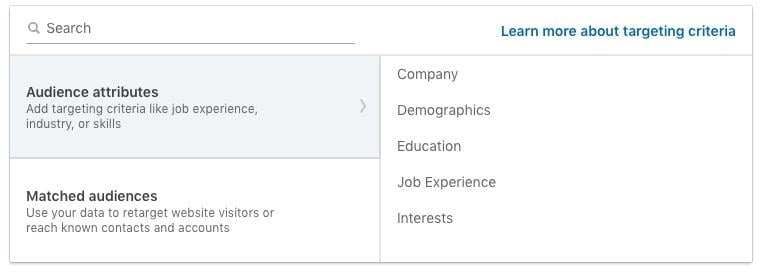 Search
Learn more about targeting criteria
Audience attributes
Add targeting criteria like job experience,
industry, or skills
Matched audiences
Use your data to retarget website visitors or
reach known contacts and accounts
Company
Demographics
Education
Job Experience
Interests